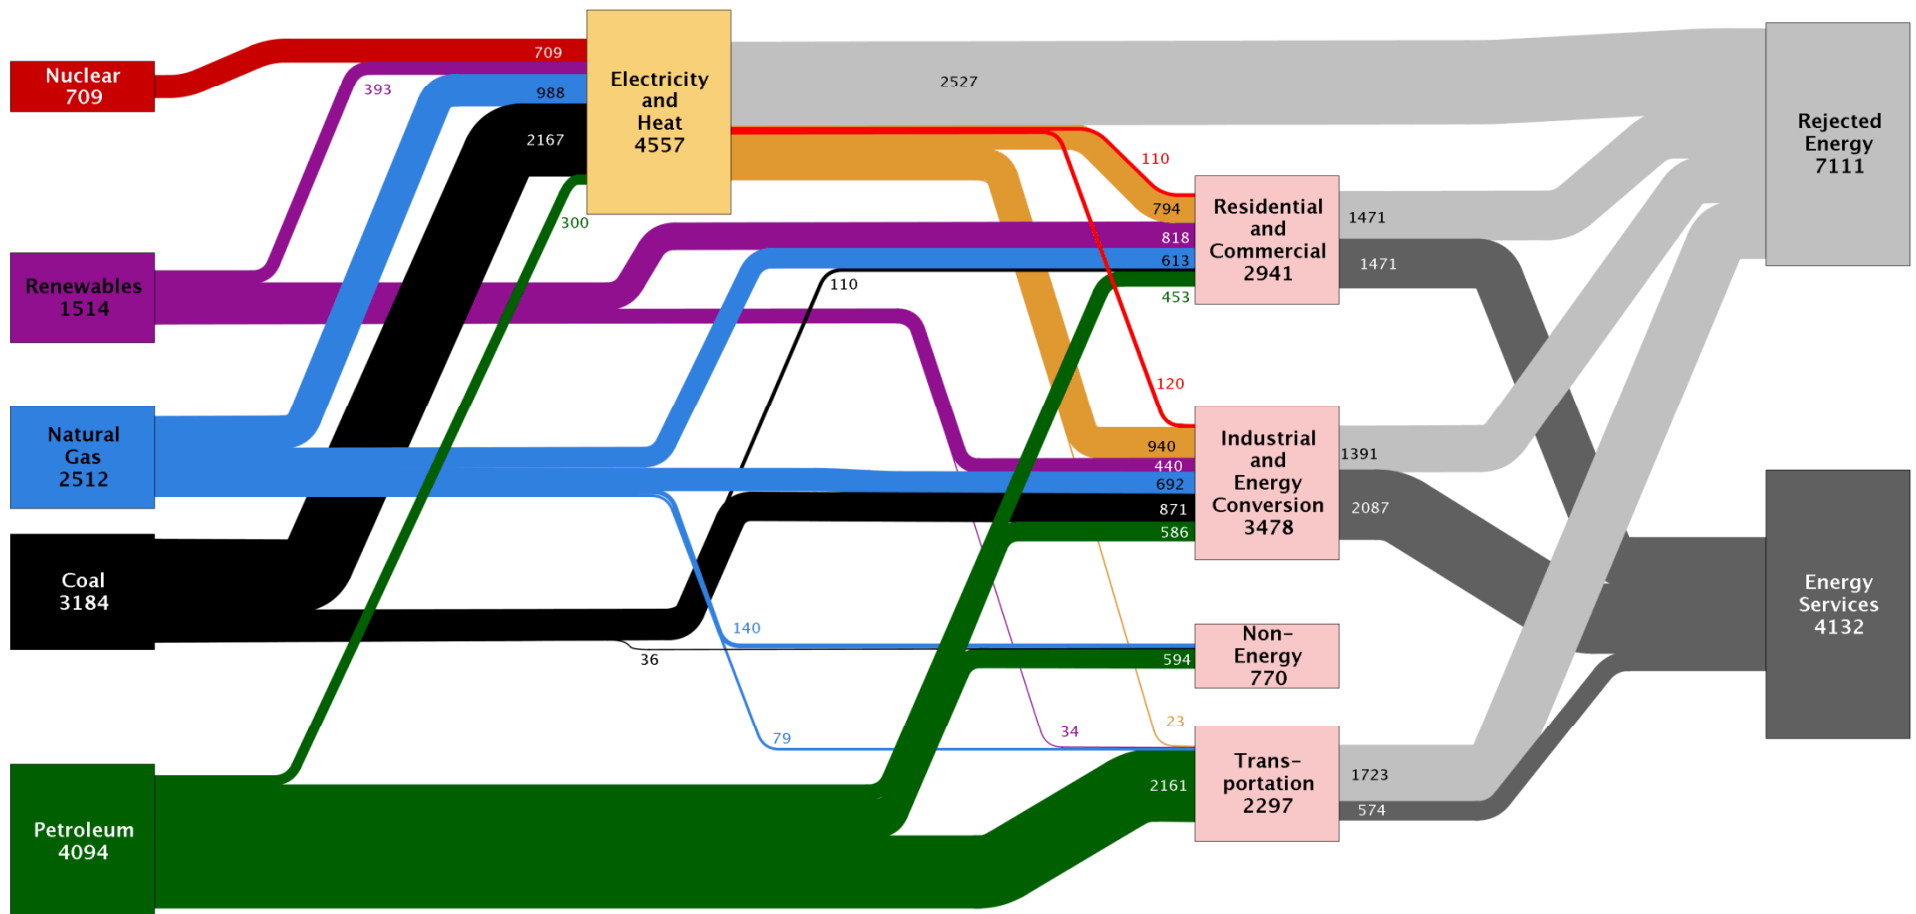 Nuclear
709
Renewables
1514
Natural
Gas
2512
Coal
3184
Petroleum
4094
709
393
988
2167
300
Electricity
and
Heat
4557
2527
110
794
818
613
110
453
120
940
440
692
871
586
140
36
594
79
34
23
2161
Residential
and
Commercial
2941
Industrial
and
Energy
Conversion
3478
Non-
Energy
770
Trans-
portation
2297
1471
1471
1391
2087
1723
574
Rejected
Energy
7111
Energy
Services
4132